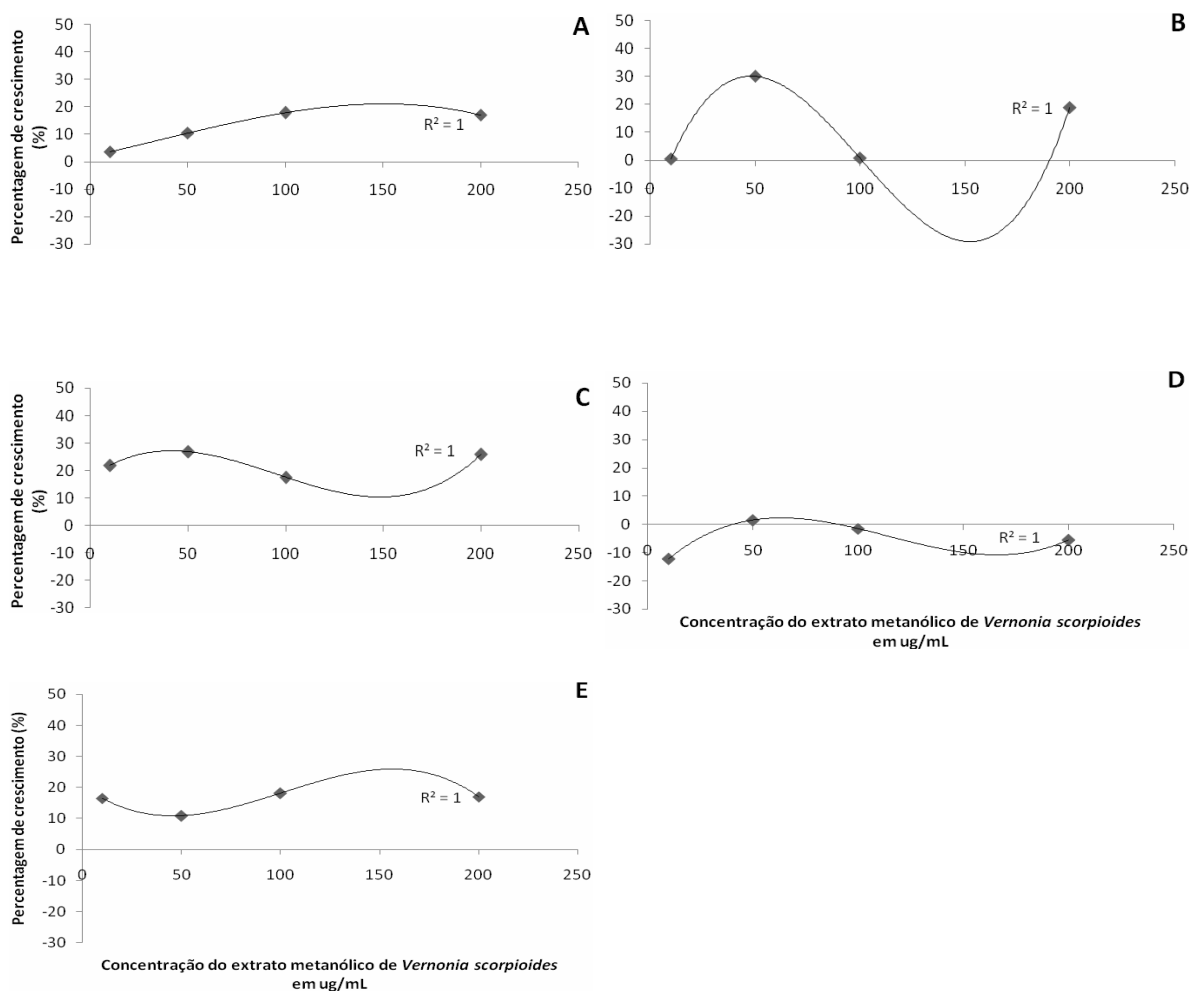 A
50
40
30
20
10
0
-10
-20
-30
0 50 100 150 200 250
R² = 1
Percentagem de crescimento
(%)
B
50
40
30
20
10
0
-10
-20
-30
0 50 100 150 200 250
R² = 1
C
50
40
30
20
10
0
-10
-20
-30
0 50 100 150 200 250
R² = 1
Percentagem de crescimento
(%)
D
50
40
30
20
10
0
-10
-20
-30
0 50 100 150 200 250
R² = 1
Concentração do extrato metanólico de Vernonia scorpioides
em ug/mL
E
50
40
30
20
10
0
-10
-20
-30
0 50 100 150 200 250
R² = 1
Percentagem de crescimento (%)
Concentração do extrato metanólico de Vernonia scorpioides
em ug/mL